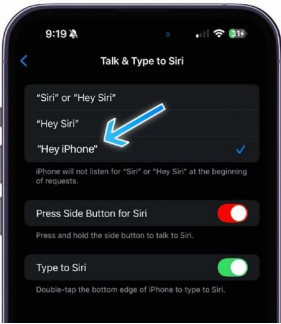 9:19
31
Talk & Type to Siri
“Siri” or “Hey Siri”
“Hey Siri”
"Hey iPhone"
iPhone will not listen for “Siri” or “Hey Siri” at the beginning
of requests.
Press Side Button for Siri
Press and hold the side button to talk to Siri.
Type to Siri
Double-tap the bottom edge of iPhone to type to Siri.